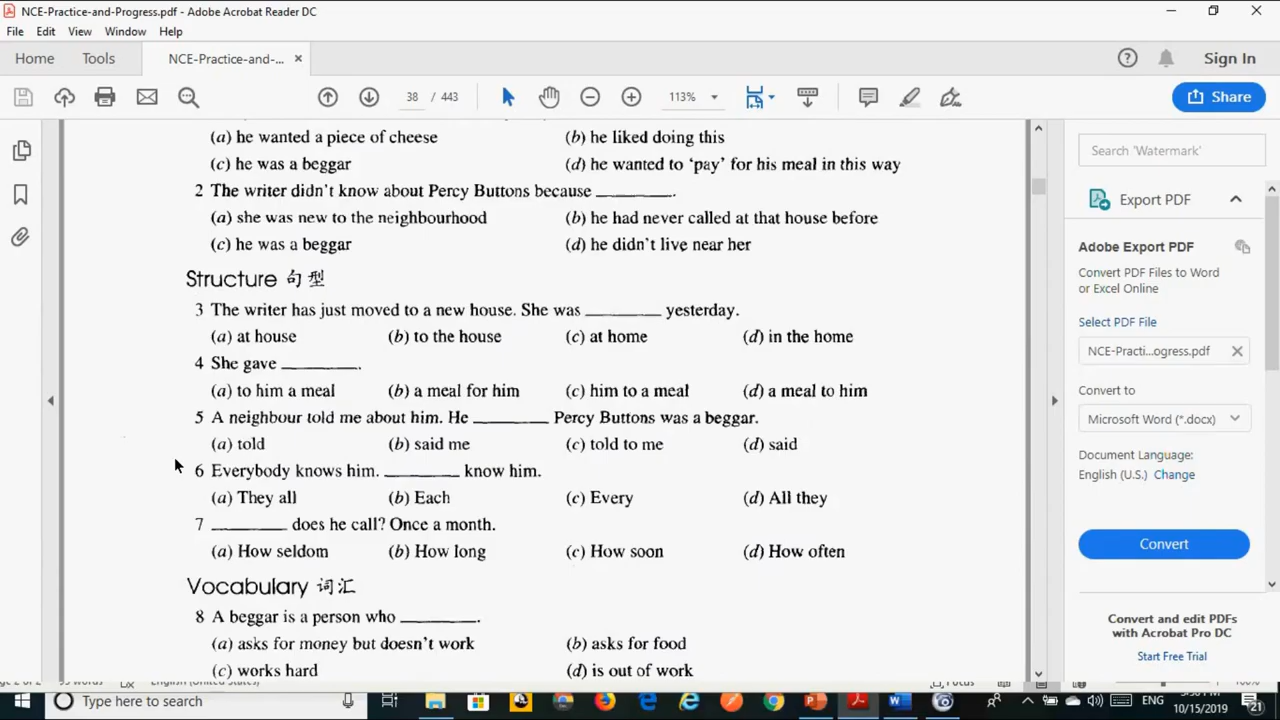 NCE-Practice-and-Progress.pdf - Adobe Acrobat Reader DC
File Edit View Window Help
Home Tools NCE-Practice-and-... ×
Sign In
38 / 443
113%
Share
(a) he wanted a piece of cheese (b) he liked doing this
(c) he was a beggar (d) he wanted to ‘pay’ for his meal in this way
2 The writer didn’t know about Percy Buttons because ________.
(a) she was new to the neighbourhood (b) he had never called at that house before
(c) he was a beggar (d) he didn’t live near her
Structure 句型
3 The writer has just moved to a new house. She was ________ yesterday.
(a) at house (b) to the house (c) at home (d) in the home
4 She gave ________.
(a) to him a meal (b) a meal for him (c) him to a meal (d) a meal to him
5 A neighbour told me about him. He ________ Percy Buttons was a beggar.
(a) told (b) said me (c) told to me (d) said
6 Everybody knows him. ________ know him.
(a) They all (b) Each (c) Every (d) All they
7 ________ does he call? Once a month.
(a) How seldom (b) How long (c) How soon (d) How often
Vocabulary 词汇
8 A beggar is a person who ________.
(a) asks for money but doesn’t work (b) asks for food
(c) works hard (d) is out of work
Search 'Watermark'
Export PDF
Adobe Export PDF
Convert PDF Files to Word
or Excel Online
Select PDF File
NCE-Practi...ogress.pdf ×
Convert to
Microsoft Word (*.docx)
Document Language:
English (U.S.) Change
Convert
Convert and edit PDFs
with Acrobat Pro DC
Start Free Trial
Type here to search
ENG
10/15/2019
21